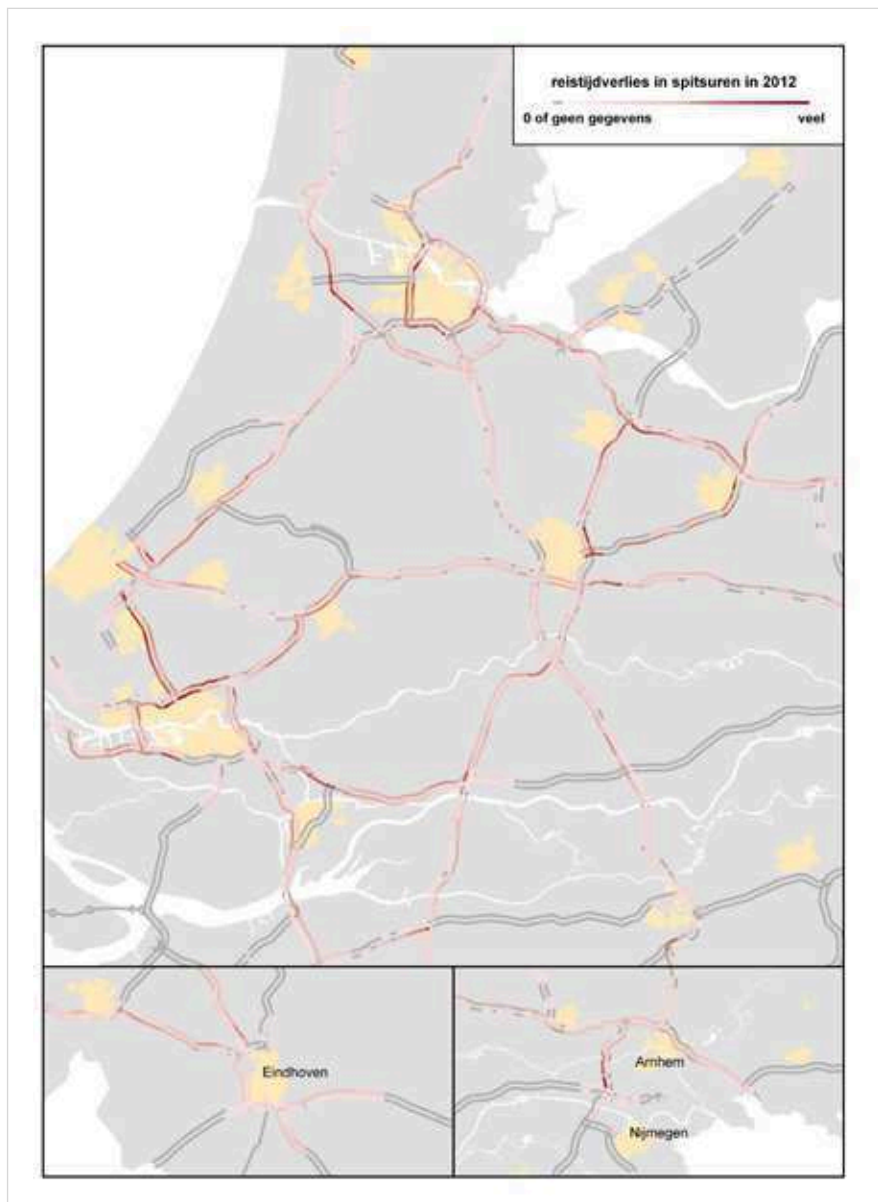 reistijdverlies in spitsuren in 2012
0 of geen gegevens veel
Eindhoven
Arnhem
Nijmegen